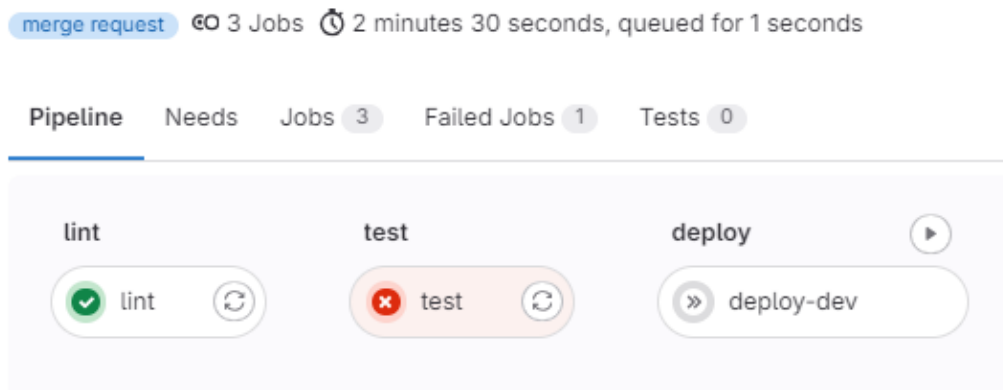 merge request 3 Jobs 2 minutes 30 seconds, queued for 1 seconds
Pipeline Needs Jobs 3 Failed Jobs 1 Tests 0
lint test deploy
lint test deploy-dev